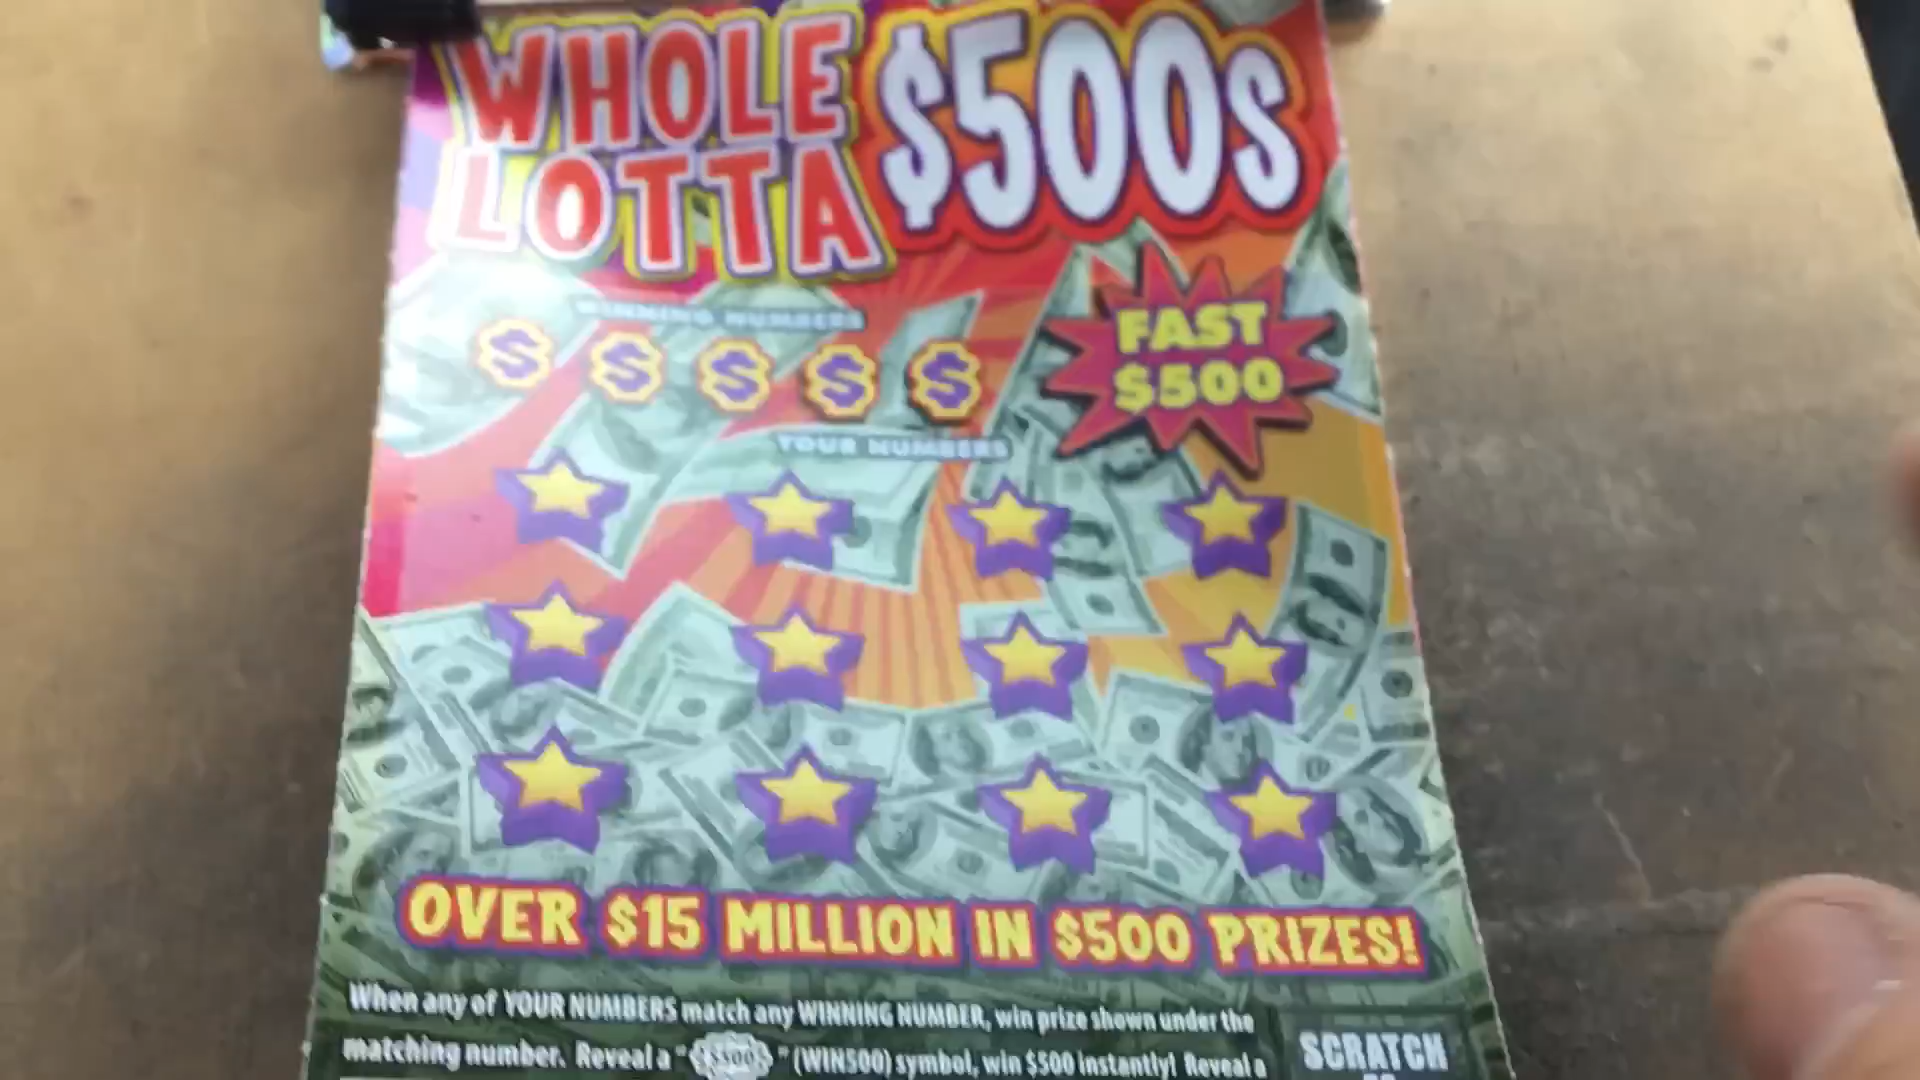 WHOLE
LOTTA
$500s
WINNING NUMBERS
FAST
$500
$ $ $ $ $
YOUR NUMBERS
OVER $15 MILLION IN $500 PRIZES!
When any of YOUR NUMBERS match any WINNING NUMBER, win prize shown under the
matching number. Reveal a "$500" (WIN500) symbol, win $500 instantly! Reveal a
SCRATCH